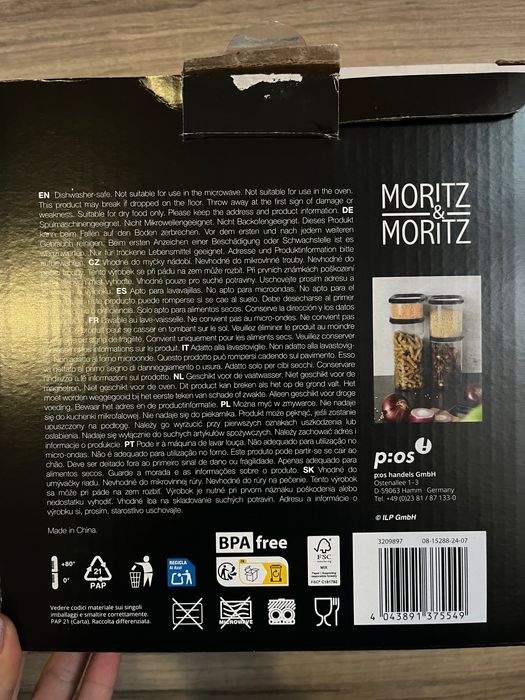 EN Dishwasher-safe. Not suitable for use in the microwave. Not suitable for use in the oven.
This product may break if dropped on the floor. Throw away at the first sign of damage or
weakness. Suitable for dry food only. Please keep the address and product information. DE
Spülmaschinengeeignet. Nicht Mikrowellengeeignet. Nicht Backofengeeignet. Dieses Produkt
kann beim Fallen auf den Boden zerbrechen. Vor dem ersten und nach jedem weiteren
Gebrauch reinigen. Beim ersten Anzeichen einer Beschädigung oder Schwachstelle ist es
Nur für trockene Lebensmittel geeignet. Adresse und Produktinformation bitte
CZ Vhodné do myčky nádobí. Nevhodné do mikrovlnné trouby. Nevhodné do
trouby. Tento výrobek se při pádu na zem může rozbít. Při prvních známkách poškození
vyhoďte. Vhodné pouze pro suché potraviny. Uschovejte prosím adresu a
ES Apto para lavavajillas. No apto para microondas. No apto para el
producto puede romperse si se cae al suelo. Debe desecharse al primer
Solo apto para alimentos secos. Conserve la dirección y los datos
FR Lavable au lave-vaisselle. Ne convient pas au micro-ondes. Ne convient pas
peut se casser en tombant sur le sol. Veuillez éliminer le produit au moindre
signe de fragilité. Convient uniquement pour les aliments secs. Veuillez conserver
informations sur le produit. IT Adatto alla lavastoviglie. Non adatto alla
forno a microonde. Questo prodotto può rompersi cadendo sul pavimento. Esso
al primo segno di danneggiamento o usura. Adatto solo per cibi secchi. Conservare
l'indirizzo e le informazioni sul prodotto. NL Geschikt voor de vaatwasser. Niet geschikt voor de
magnetron. Niet geschikt voor de oven. Dit product kan breken als het op de grond valt. Het
moet worden weggegooid bij het eerste teken van schade of zwakte. Alleen geschikt voor droge
voeding. Bewaar het adres en de productinformatie. PL Można myć w zmywarce. Nie nadaje
się do kuchenki mikrofalowej. Nie nadaje się do piekarnika. Produkt może pęknąć, jeśli zostanie
upuszczony na podłogę. Należy go wyrzucić przy pierwszych oznakach uszkodzenia lub
osłabienia. Nadaje się wyłącznie do suchych artykułów spożywczych. Należy zachować adres i
informacje o produkcie. PT Pode ir à máquina de lavar louça. Não adequado para utilização no
micro-ondas. Não é adequado para utilização no forno. Este produto pode partir-se se cair ao
chão. Deve ser deitado fora ao primeiro sinal de dano ou fragilidade. Adequado apenas para
alimentos secos. Guarde a morada e as informações sobre o produto. SK Vhodné do
umývačky riadu. Nevhodné do mikrovlnnej rúry. Nevhodné do rúry na pečenie. Tento výrobok
sa môže pri páde na zem rozbiť. Výrobok je nutné pri prvom náznaku poškodenia alebo
nedostatku vyhodiť. Vhodné iba na skladovanie suchých potravín. Adresu a informácie o
výrobku si, prosím, starostlivo uschovajte.
Made in China.
MORITZ
&
MORITZ
p:os
p:os handels GmbH
Ostenallee 1–3
D-59063 Hamm · Germany
Tel. +49 (0)23 81 / 87 133-0
© ILP GmbH
BPA free
+80°
0°
21
PAP
RECICLA
Al Azul
FSC
MIX
FSC® C181782
MICROWAVE
Vedere codici materiale sui singoli
imballaggi e smaltire correttamente.
PAP 21 (Carta). Raccolta differenziata.
3209897 08-15288-24-07
4 043891 375549